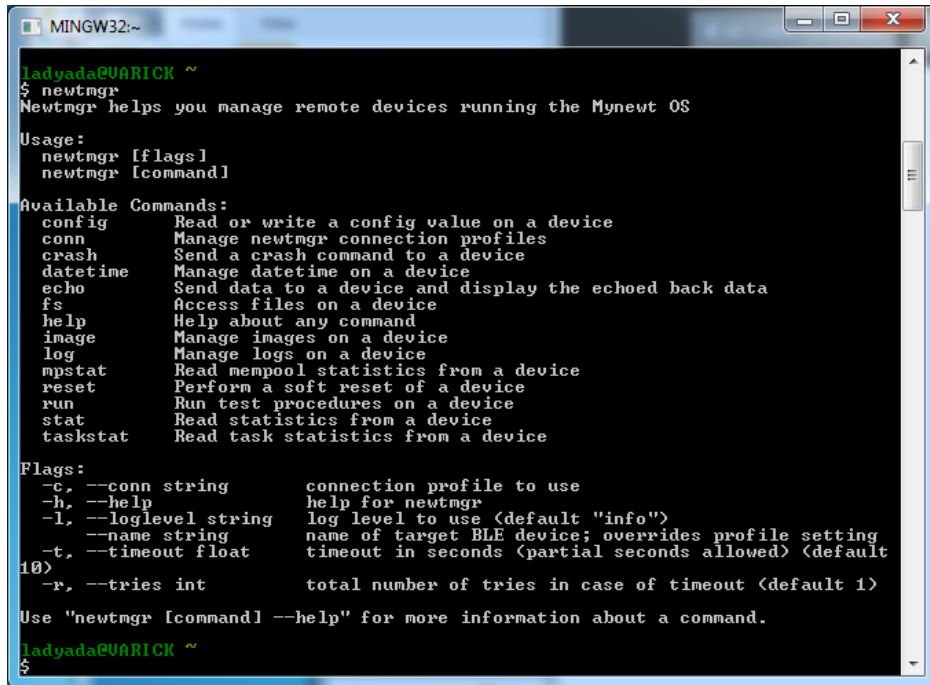 MINGW32:~
ladyada@VARICK ~
$ newtmgr
Newtmgr helps you manage remote devices running the Mynewt OS
Usage:
  newtmgr [flags]
  newtmgr [command]
Available Commands:
  config      Read or write a config value on a device
  conn        Manage newtmgr connection profiles
  crash       Send a crash command to a device
  datetime    Manage datetime on a device
  echo        Send data to a device and display the echoed back data
  fs          Access files on a device
  help        Help about any command
  image       Manage images on a device
  log         Manage logs on a device
  mpstat      Read mempool statistics from a device
  reset       Perform a soft reset of a device
  run         Run test procedures on a device
  stat        Read statistics from a device
  taskstat    Read task statistics from a device
Flags:
  -c, --conn string       connection profile to use
  -h, --help              help for newtmgr
  -l, --loglevel string   log level to use (default "info")
      --name string       name of target BLE device; overrides profile setting
  -t, --timeout float     timeout in seconds (partial seconds allowed) (default
10)
  -r, --tries int         total number of tries in case of timeout (default 1)
Use "newtmgr [command] --help" for more information about a command.
ladyada@VARICK ~
$